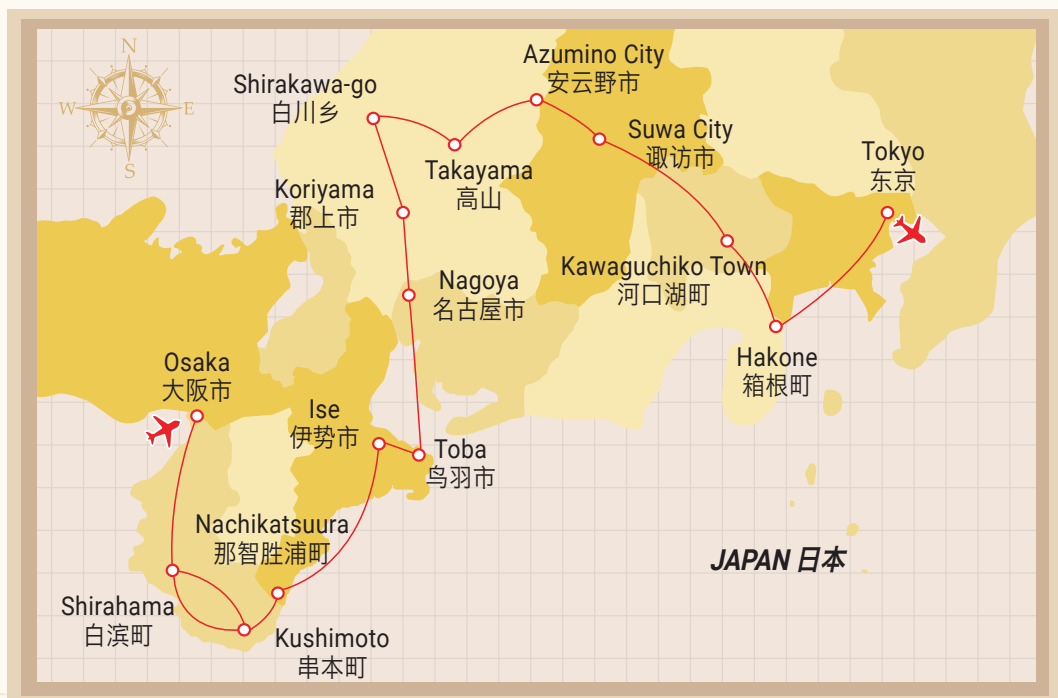 N
W
E
S
Azumino City
安云野市
Shirakawa-go
白川乡
Suwa City
诹访市
Tokyo
东京
Takayama
高山
Koriyama
郡上市
Kawaguchiko Town
河口湖町
Nagoya
名古屋市
Hakone
箱根町
Osaka
大阪市
Ise
伊势市
Toba
鸟羽市
Nachikatsuura
那智胜浦町
JAPAN 日本
Shirahama
白滨町
Kushimoto
串本町